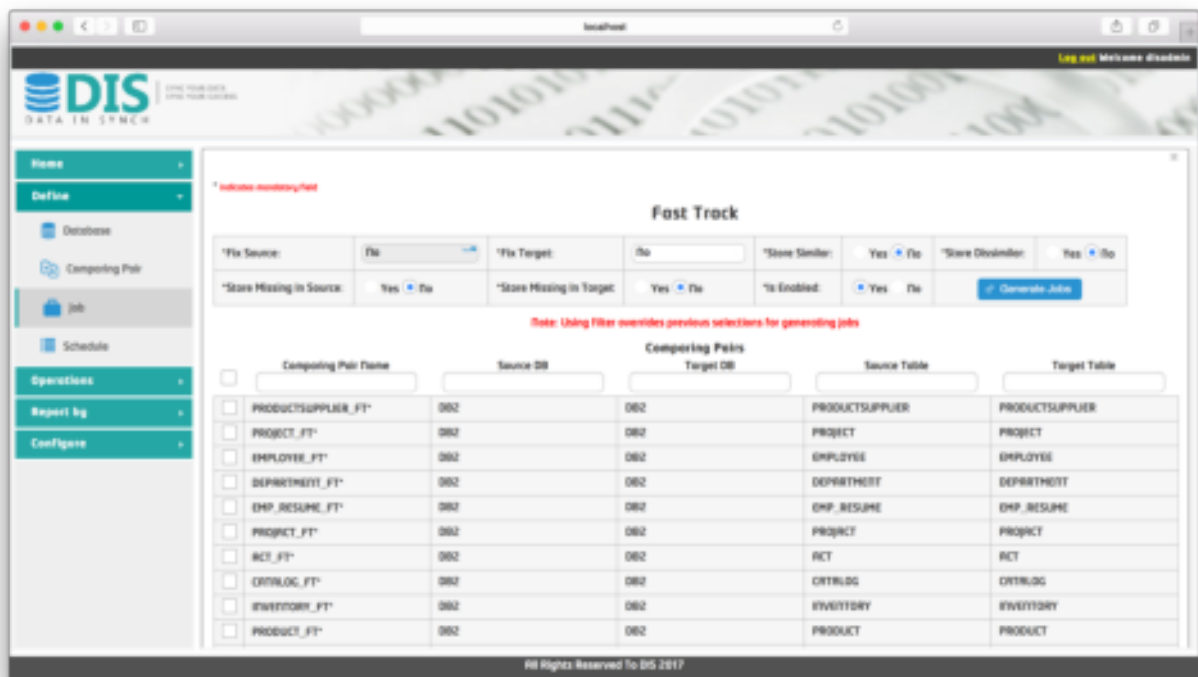 localhost
Log out Welcome disadmin
DIS
DATA IN SYNCH
SYNC YOUR DATA
SYNC YOUR SUCCESS
Home
Define
Database
Comparing Pair
Job
Schedule
Operations
Report by
Configure
* Indicates mandatory field
Fast Track
*Fix Source: No *Fix Target: No *Store Similar: Yes No *Store Dissimilar: Yes No
*Store Missing In Source: Yes No *Store Missing In Target Yes No *Is Enabled: Yes No Generate Jobs
Note: Using filter overrides previous selections for generating jobs
Comparing Pairs
Comparing Pair Name Source DB Target DB Source Table Target Table
PRODUCTSUPPLIER_FT* DB2 DB2 PRODUCTSUPPLIER PRODUCTSUPPLIER
PROJECT_FT* DB2 DB2 PROJECT PROJECT
EMPLOYEE_FT* DB2 DB2 EMPLOYEE EMPLOYEE
DEPARTMENT_FT* DB2 DB2 DEPARTMENT DEPARTMENT
EMP_RESUME_FT* DB2 DB2 EMP_RESUME EMP_RESUME
PROJACT_FT* DB2 DB2 PROJACT PROJACT
ACT_FT* DB2 DB2 ACT ACT
CATALOG_FT* DB2 DB2 CATALOG CATALOG
INVENTORY_FT* DB2 DB2 INVENTORY INVENTORY
PRODUCT_FT* DB2 DB2 PRODUCT PRODUCT
All Rights Reserved To DIS 2017